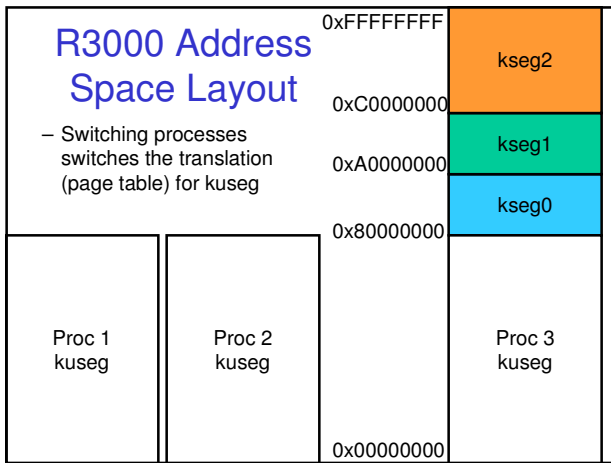 R3000 Address
Space Layout
– Switching processes
switches the translation
(page table) for kuseg
0xFFFFFFFF
kseg2
0xC0000000
kseg1
0xA0000000
kseg0
0x80000000
Proc 1
kuseg
Proc 2
kuseg
Proc 3
kuseg
0x00000000